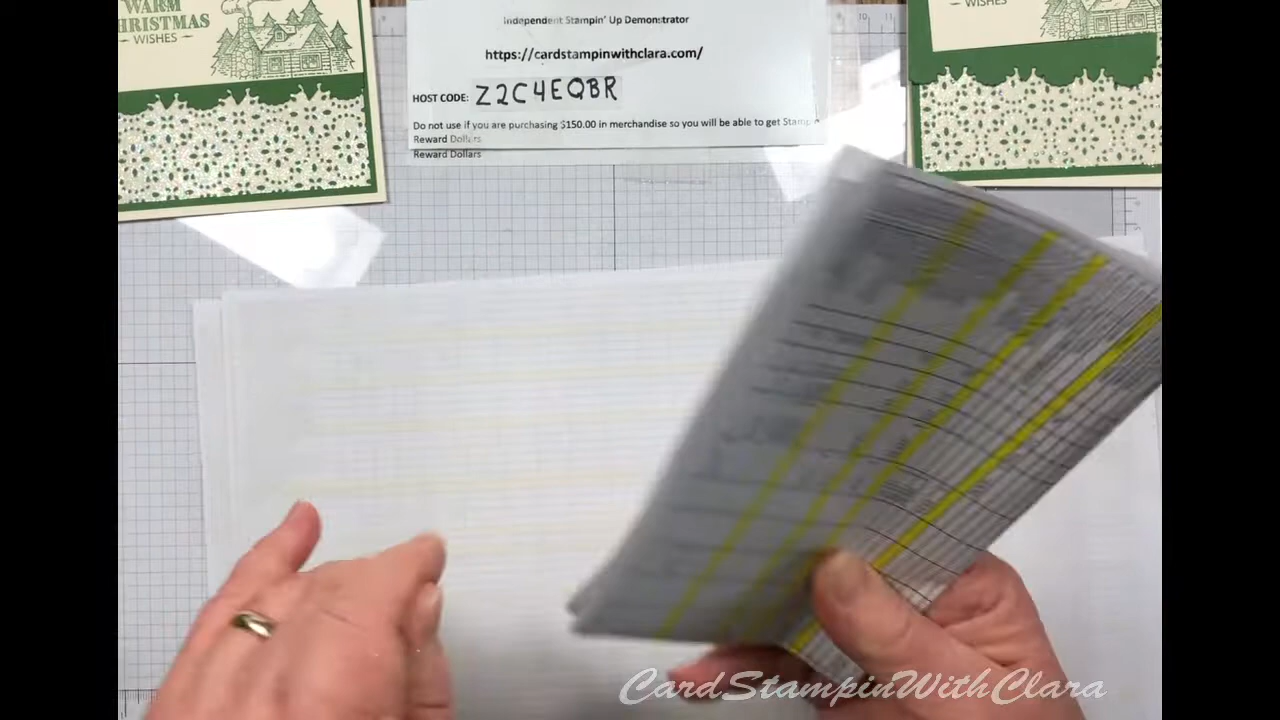 WARM
CHRISTMAS
WISHES
Independent Stampin' Up Demonstrator
https://cardstampinwithclara.com/
HOST CODE: Z2C4EQBR
Do not use if you are purchasing $150.00 in merchandise so you will be able to get
Reward Dollars
Reward Dollars
WISHES
CardStampinWithClara